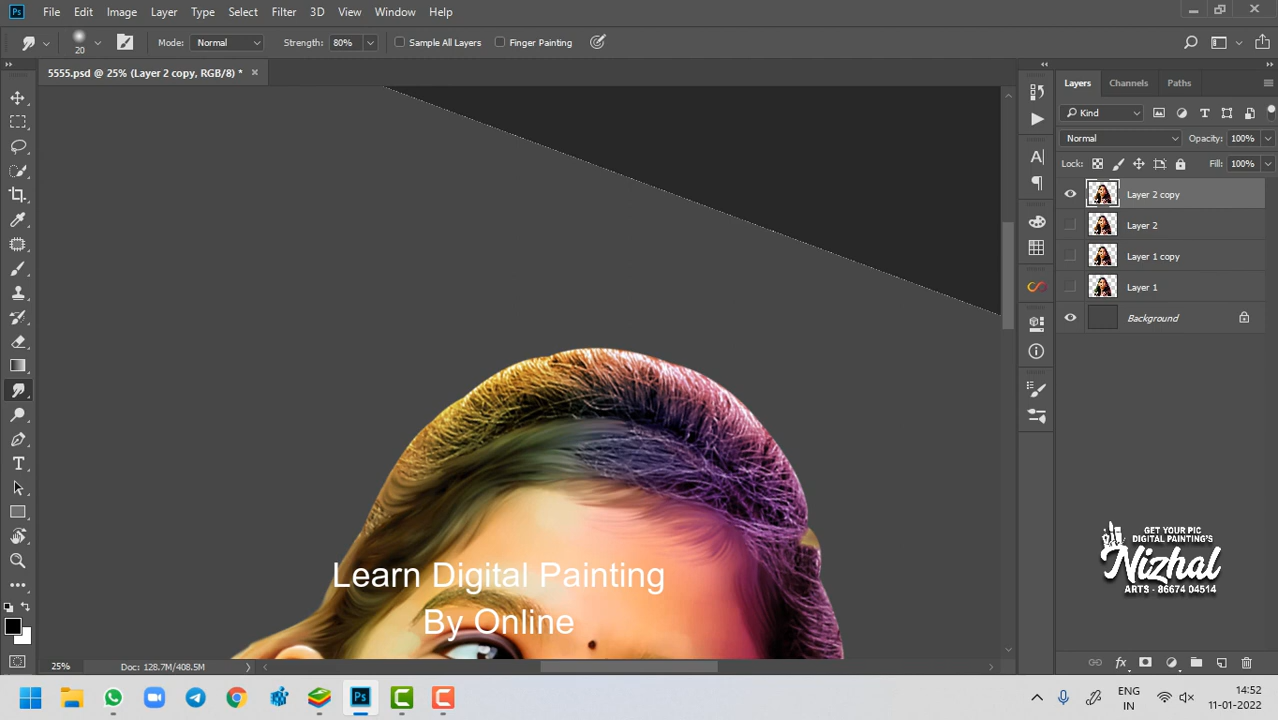 Ps File Edit Image Layer Type Select Filter 3D View Window Help
20 Mode: Normal Strength: 80% Sample All Layers Finger Painting
5555.psd @ 25% (Layer 2 copy, RGB/8) *
Layers Channels Paths
Kind
Normal Opacity: 100%
Lock: Fill: 100%
Layer 2 copy
Layer 2
Layer 1 copy
Layer 1
Background
GET YOUR PIC
DIGITAL PAINTING'S
Nizhal
ARTS - 86674 04514
Learn Digital Painting
By Online
25% Doc: 128.7M/408.5M
Ps
ENG
IN
14:52
11-01-2022